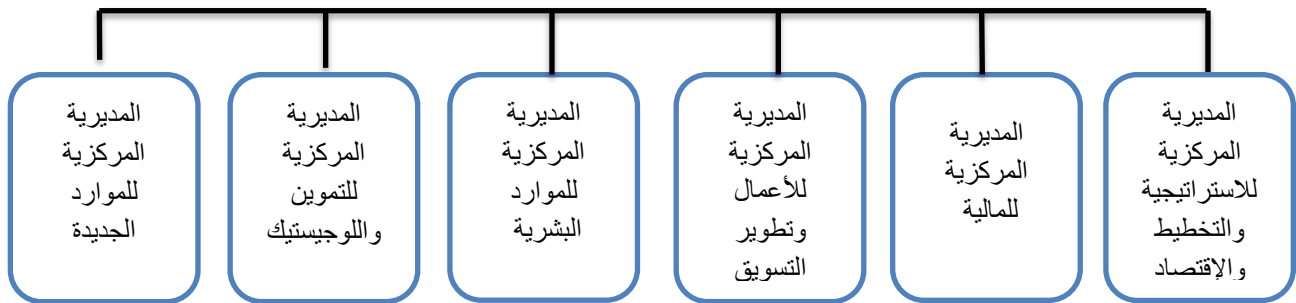 المديرية
المركزية
للاستراتيجية
والتخطيط
والإقتصاد
المديرية
المركزية
للمالية
المديرية
المركزية
للأعمال
وتطوير
التسويق
المديرية
المركزية
للموارد
البشرية
المديرية
المركزية
للتموين
واللوجيستيك
المديرية
المركزية
للموارد
الجديدة